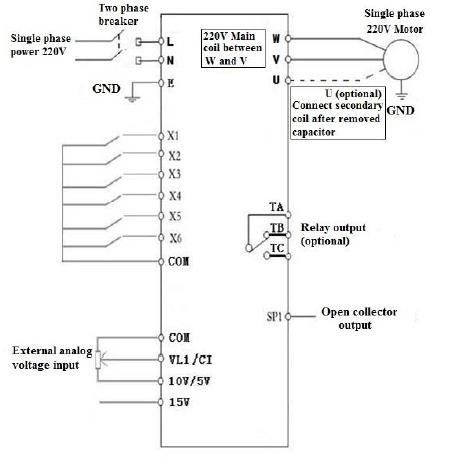 Two phase
breaker
Single phase
power 220V
L
N
GND
E
220V Main
coil between
W and V
W
V
U
Single phase
220V Motor
U (optional)
Connect secondary
coil after removed
capacitor
GND
X1
X2
X3
X4
X5
X6
COM
TA
TB
TC
Relay output
(optional)
SP1
Open collector
output
External analog
voltage input
COM
VL1/CI
10V/5V
15V